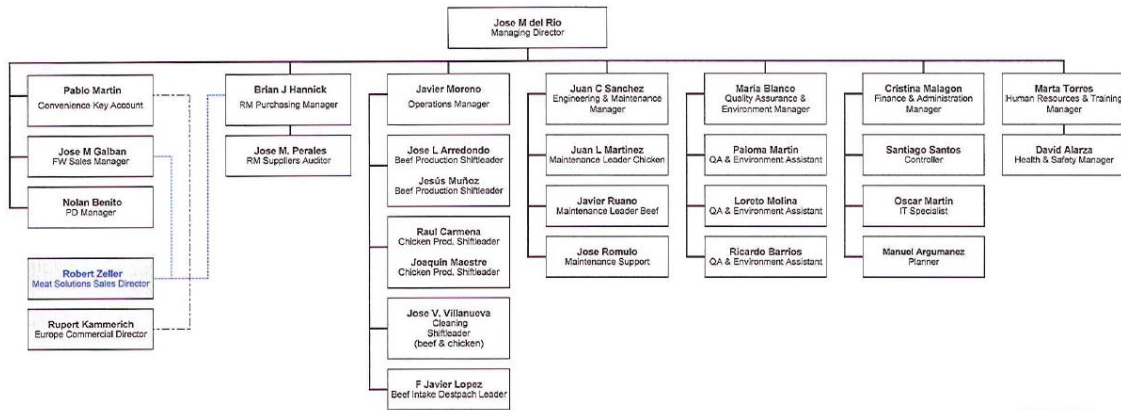 Jose M del Río
Managing Director
Pablo Martin
Convenience Key Account
Jose M Galban
FW Sales Manager
Nolan Benito
PD Manager
Robert Zeller
Meat Solutions Sales Director
Rupert Kammerich
Europe Commercial Director
Brian J Hannick
RM Purchasing Manager
Jose M. Perales
RM Suppliers Auditor
Javier Moreno
Operations Manager
Jose L Arredondo
Beef Production Shiftleader
Jesús Muñoz
Beef Production Shiftleader
Raul Carmena
Chicken Prod. Shiftleader
Joaquin Maestre
Chicken Prod. Shiftleader
Jose V. Villanueva
Cleaning
Shiftleader
(beef & chicken)
F Javier Lopez
Beef Intake Destpach Leader
Juan C Sanchez
Engineering & Maintenance
Manager
Juan L Martinez
Maintenance Leader Chicken
Javier Ruano
Maintenance Leader Beef
Jose Romulo
Maintenance Support
María Blanco
Quality Assurance &
Environment Manager
Paloma Martin
QA & Environment Assistant
Loreto Molina
QA & Environment Assistant
Ricardo Barrios
QA & Environment Assistant
Cristina Malagon
Finance & Administration
Manager
Santiago Santos
Controller
Oscar Martin
IT Specialist
Manuel Argumanez
Planner
Marta Torres
Human Resources & Training
Manager
David Alarza
Health & Safety Manager